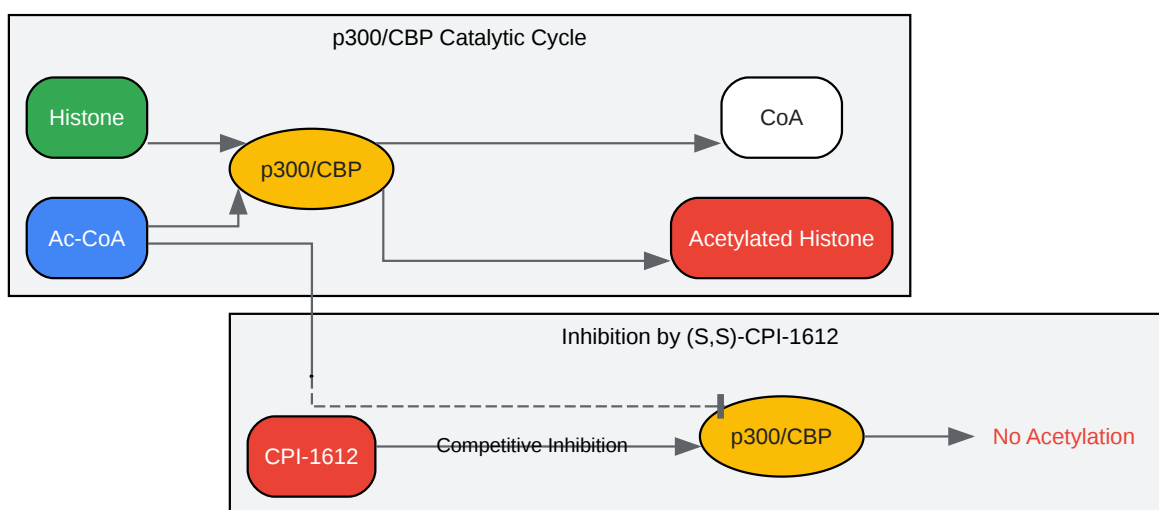 p300/CBP Catalytic Cycle
Histone
CoA
p300/CBP
Ac-CoA
Acetylated Histone
Inhibition by (S,S)-CPI-1612
CPI-1612
Competitive Inhibition
p300/CBP
No Acetylation